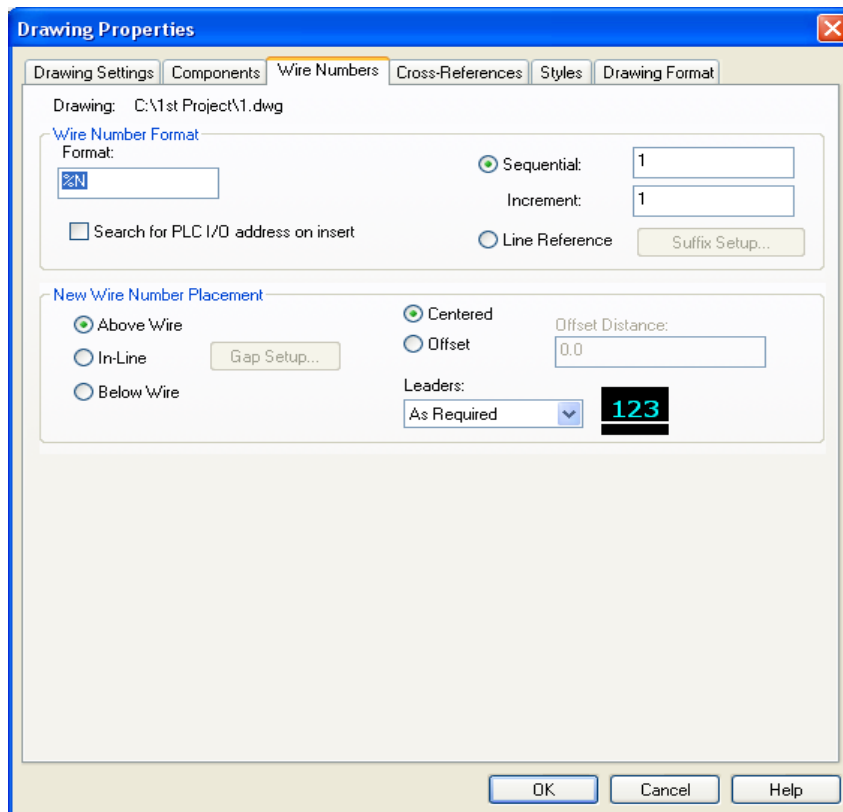 Drawing Properties
Drawing Settings Components Wire Numbers Cross-References Styles Drawing Format
Drawing: C:\1st Project\1.dwg
Wire Number Format
Format:
%N
Sequential: 1
Increment: 1
Search for PLC I/O address on insert
Line Reference Suffix Setup...
New Wire Number Placement
Above Wire
In-Line Gap Setup...
Below Wire
Centered
Offset
Offset Distance:
0.0
Leaders:
As Required
123
OK Cancel Help